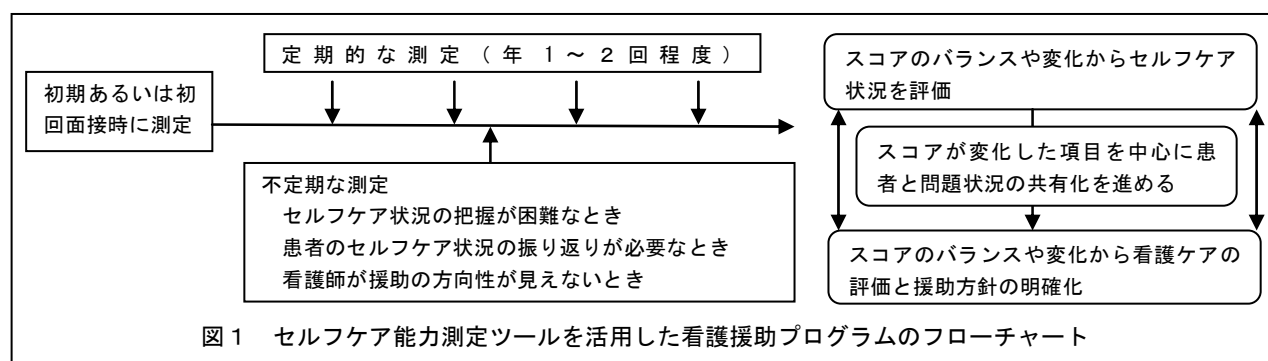 初期あるいは初
回面接時に測定
定期的な測定（年１～２回程度）
不定期な測定
セルフケア状況の把握が困難なとき
患者のセルフケア状況の振り返りが必要なとき
看護師が援助の方向性が見えないとき
スコアのバランスや変化からセルフケア
状況を評価
スコアが変化した項目を中心に患
者と問題状況の共有化を進める
スコアのバランスや変化から看護ケアの
評価と援助方針の明確化
図１　セルフケア能力測定ツールを活用した看護援助プログラムのフローチャート